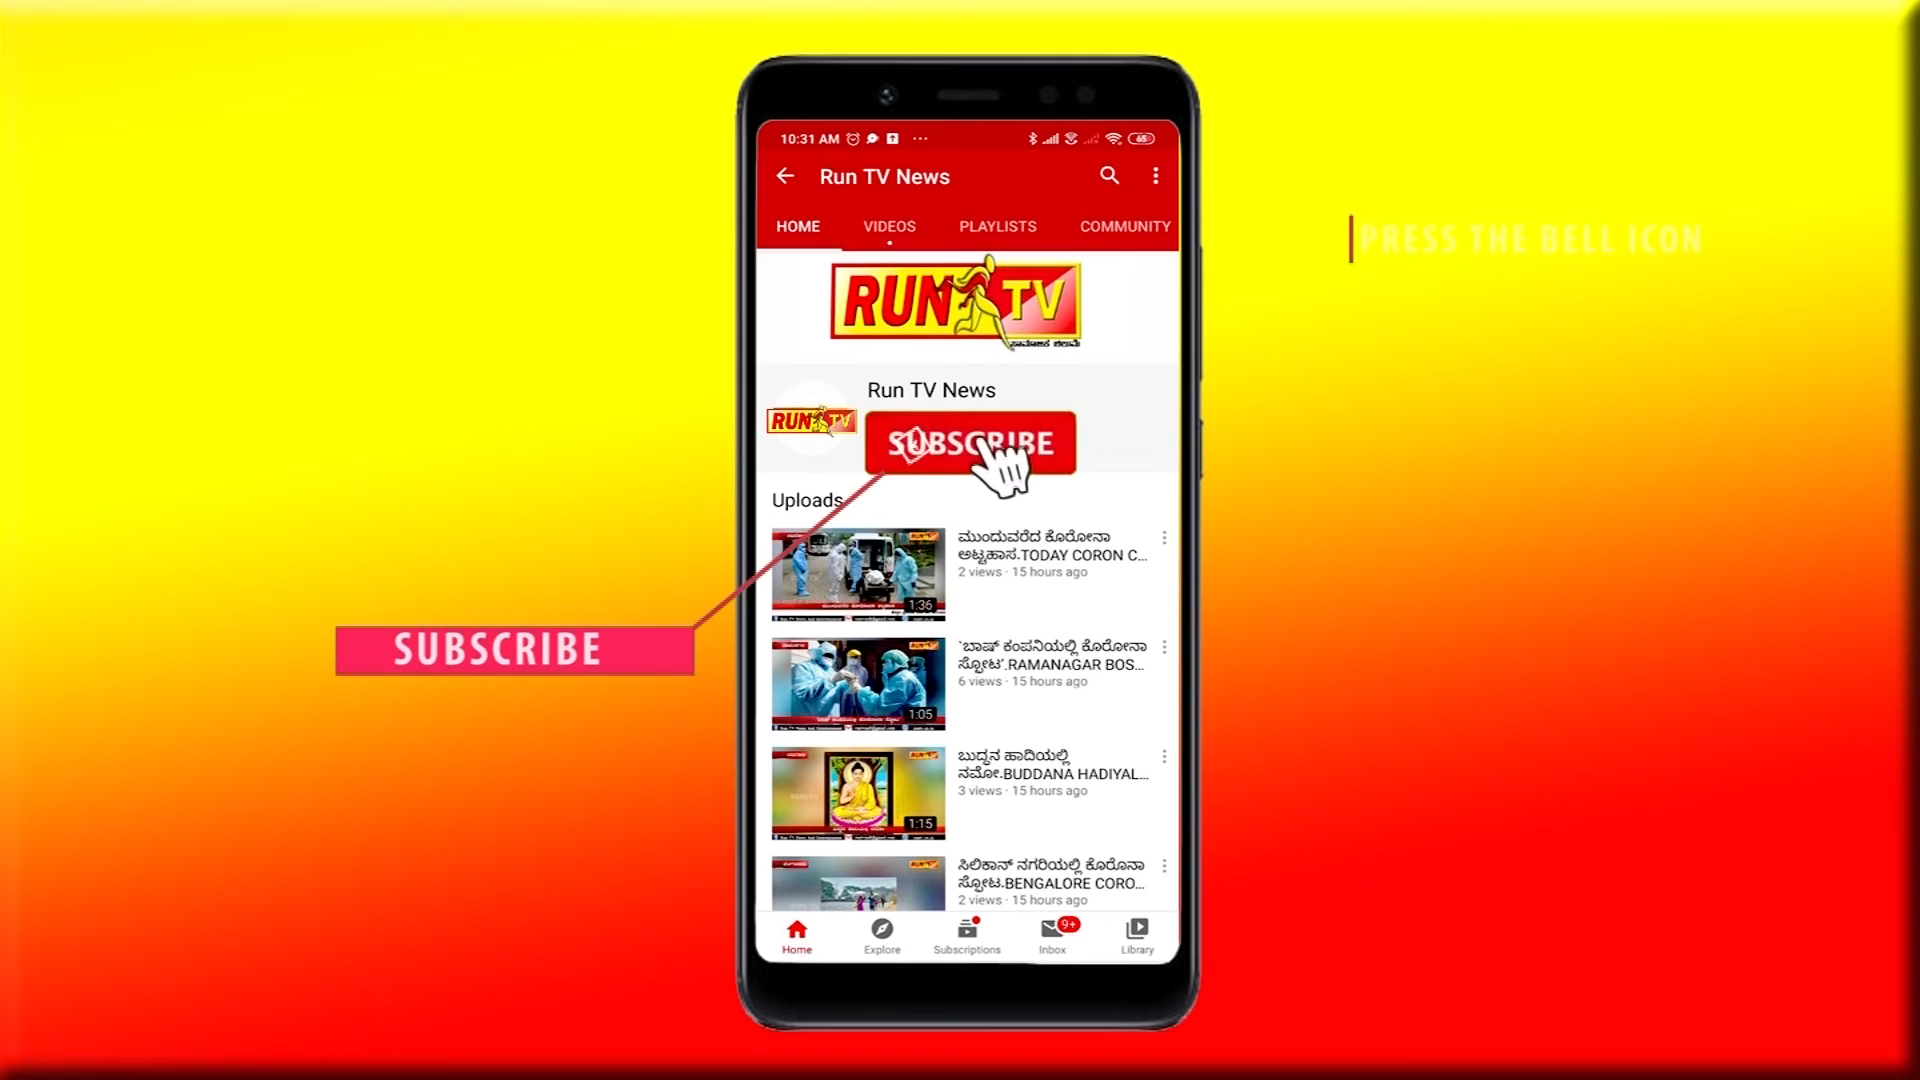 10:31 AM
65
Run TV News
HOME VIDEOS PLAYLISTS COMMUNITY
PRESS THE BELL ICON
RUN TV
ಸಾಮಾಜಿಕ ಚಲುಮೆ
Run TV News
RUN TV
SUBSCRIBE
Uploads
ಮುಂದುವರೆದ ಕೊರೋನಾ
ಅಟ್ಟಹಾಸ.TODAY CORON C...
2 views · 15 hours ago
1:36
SUBSCRIBE
`ಬಾಷ್ ಕಂಪನಿಯಲ್ಲಿ ಕೊರೋನಾ
ಸ್ಪೋಟ'.RAMANAGAR BOS...
6 views · 15 hours ago
1:05
ಬುದ್ಧನ ಹಾದಿಯಲ್ಲಿ
ನಮೋ.BUDDANA HADIYAL...
3 views · 15 hours ago
1:15
ಸಿಲಿಕಾನ್ ನಗರಿಯಲ್ಲಿ ಕೊರೊನಾ
ಸ್ಪೋಟ.BENGALORE CORO...
2 views · 15 hours ago
9+
Home Explore Subscriptions Inbox Library